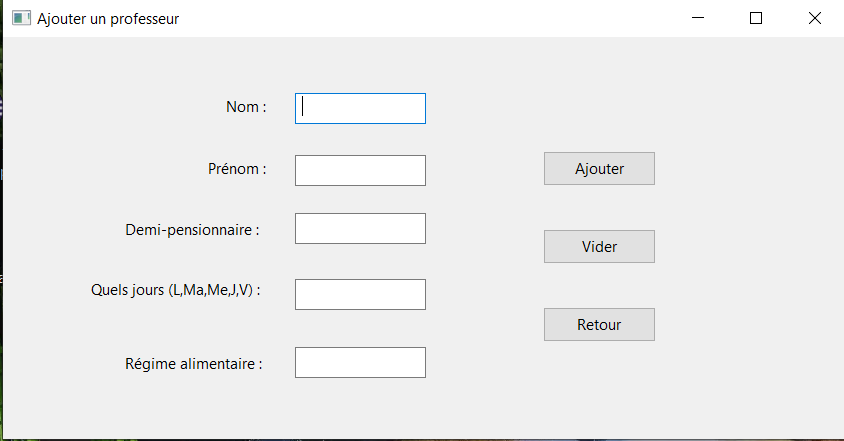 Ajouter un professeur
Nom :
Prénom :
Ajouter
Demi-pensionnaire :
Vider
Quels jours (L,Ma,Me,J,V) :
Retour
Régime alimentaire :